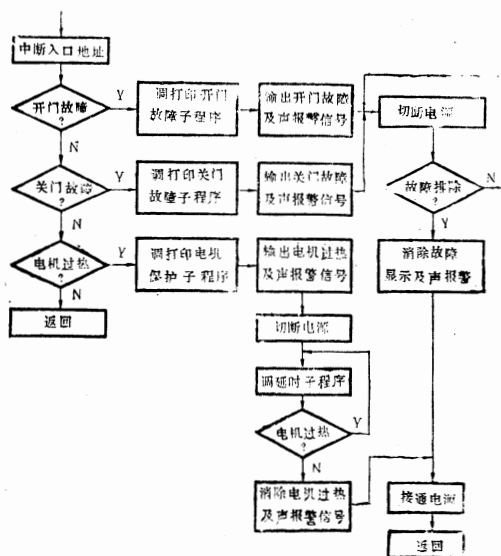 中断入口地址
开门故障
?
Y
N
调打印开门
故障子程序
输出开门故障
及声报警信号
切断电源
关门故障
?
Y
N
调打印关门
故障子程序
输出关门故障
及声报警信号
故障排除
?
N
Y
电机过热
?
Y
N
调打印电机
保护子程序
输出电机过热
及声报警信号
消除故障
显示及声报警
返回
切断电源
调延时子程序
电机过热
?
Y
N
消除电机过热
及声报警信号
接通电源
返回